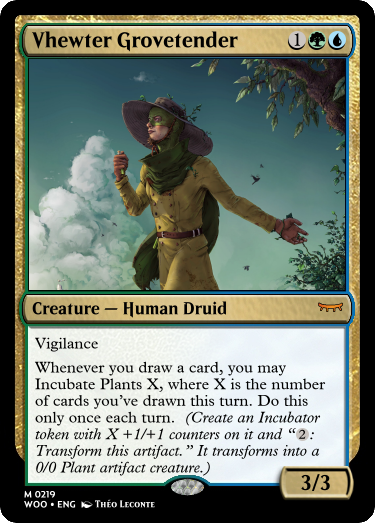 Vhewter Grovetender 1
Creature — Human Druid
Vigilance
Whenever you draw a card, you may
Incubate Plants X, where X is the number
of cards you've drawn this turn. Do this
only once each turn. (Create an Incubator
token with X +1/+1 counters on it and “2:
Transform this artifact.” It transforms into a
0/0 Plant artifact creature.)
3/3
M 0219
WOO • ENG Théo Leconte